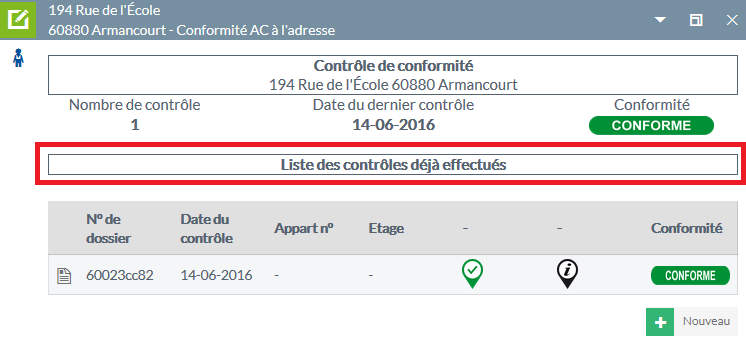 194 Rue de l'École
60880 Armancourt - Conformité AC à l'adresse
Contrôle de conformité
194 Rue de l'École 60880 Armancourt
Nombre de contrôle Date du dernier contrôle Conformité
1 14-06-2016 CONFORME
Liste des contrôles déjà effectués
N° de dossier Date du contrôle Appart n° Etage - - Conformité
60023cc82 14-06-2016 - - CONFORME
Nouveau